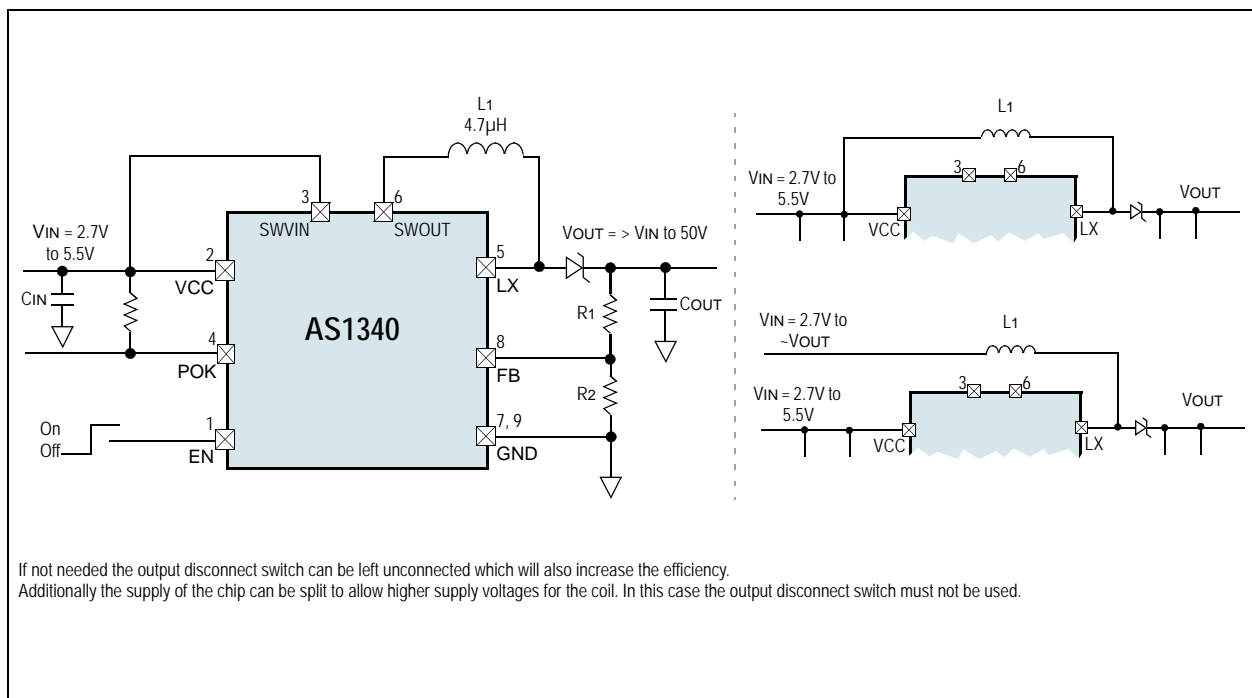 L1
4.7µH
3
6
SWVIN
SWOUT
VIN = 2.7V
to 5.5V
2
VCC
CIN
VOUT = > VIN to 50V
5
LX
R1
COUT
AS1340
4
POK
8
FB
R2
On
Off
1
EN
7, 9
GND
L1
3
6
VIN = 2.7V to
5.5V
VCC
LX
VOUT
VIN = 2.7V to
~VOUT
L1
3
6
VIN = 2.7V to
5.5V
VCC
LX
VOUT
If not needed the output disconnect switch can be left unconnected which will also increase the efficiency.
Additionally the supply of the chip can be split to allow higher supply voltages for the coil. In this case the output disconnect switch must not be used.